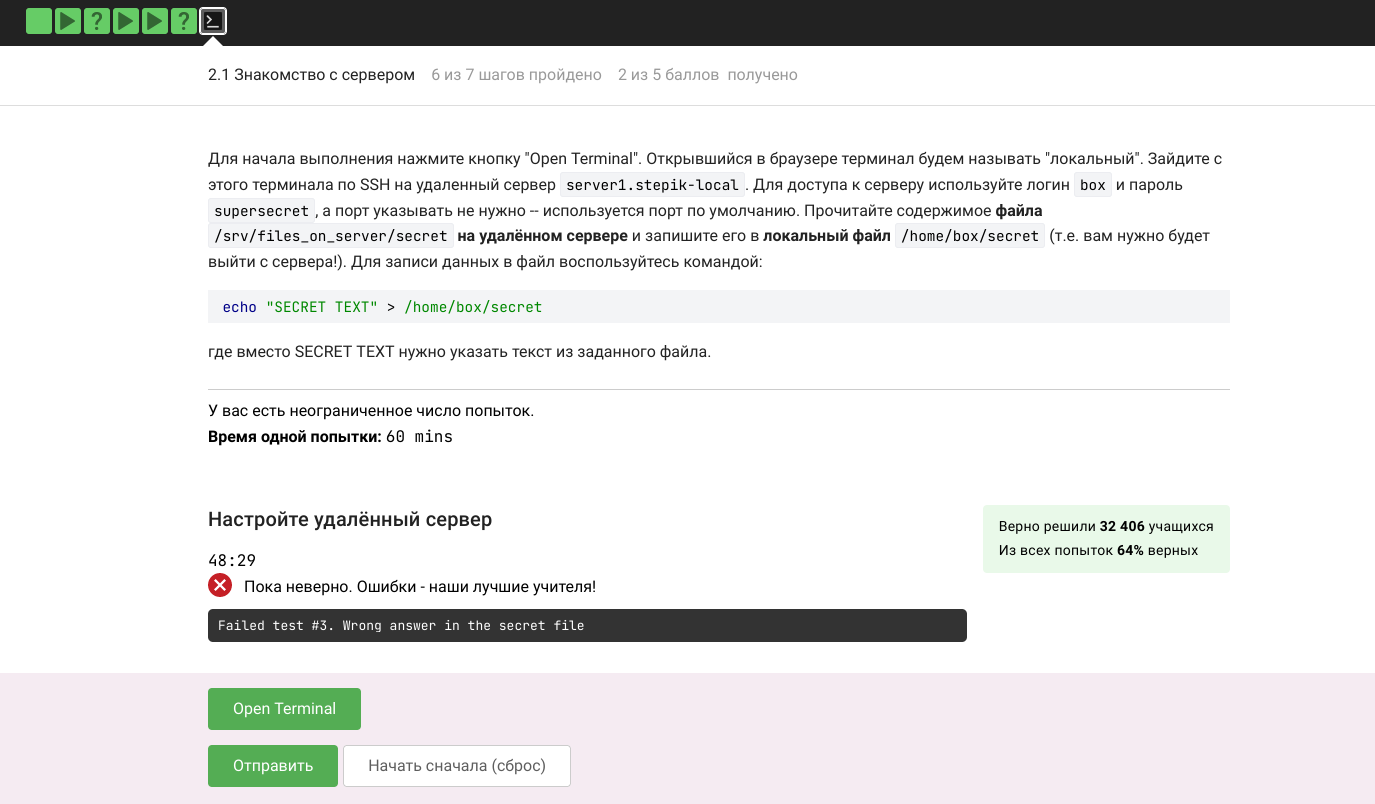 2.1 Знакомство с сервером 6 из 7 шагов пройдено 2 из 5 баллов получено
Для начала выполнения нажмите кнопку "Open Terminal". Открывшийся в браузере терминал будем называть "локальный". Зайдите с
этого терминала по SSH на удаленный сервер server1.stepik-local. Для доступа к серверу используйте логин box и пароль
supersecret, а порт указывать не нужно -- используется порт по умолчанию. Прочитайте содержимое файла
/srv/files_on_server/secret на удалённом сервере и запишите его в локальный файл /home/box/secret (т.е. вам нужно будет
выйти с сервера!). Для записи данных в файл воспользуйтесь командой:
echo "SECRET TEXT" > /home/box/secret
где вместо SECRET TEXT нужно указать текст из заданного файла.
У вас есть неограниченное число попыток.
Время одной попытки: 60 mins
Настройте удалённый сервер
Верно решили 32 406 учащихся
Из всех попыток 64% верных
48:29
Пока неверно. Ошибки - наши лучшие учителя!
Failed test #3. Wrong answer in the secret file
Open Terminal
Отправить Начать сначала (сброс)